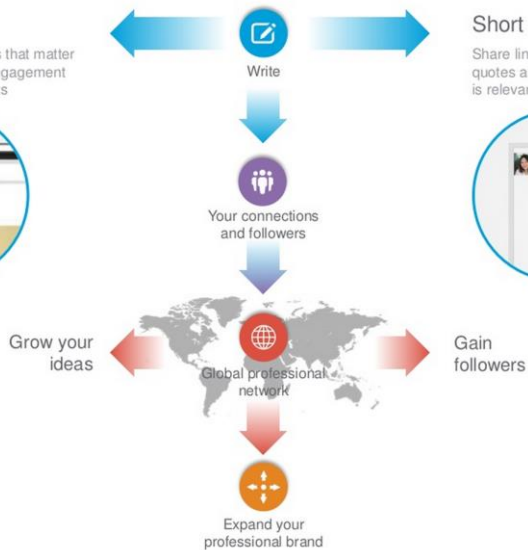 Short
Share lin
quotes a
is relevan
s that matter
gagement
s
Write
Your connections
and followers
Grow your
ideas
Global professional
network
Gain
followers
Expand your
professional brand